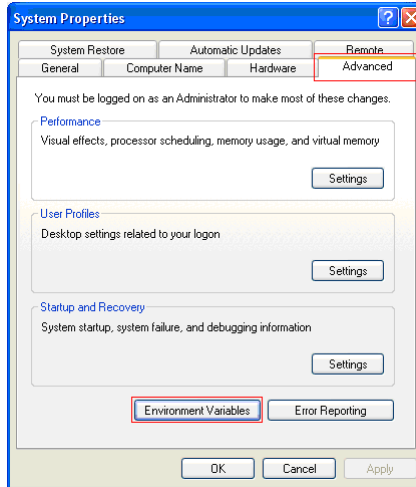 System Properties
System Restore Automatic Updates Remote
General Computer Name Hardware Advanced
You must be logged on as an Administrator to make most of these changes.
Performance
Visual effects, processor scheduling, memory usage, and virtual memory
Settings
User Profiles
Desktop settings related to your logon
Settings
Startup and Recovery
System startup, system failure, and debugging information
Settings
Environment Variables Error Reporting
OK Cancel Apply